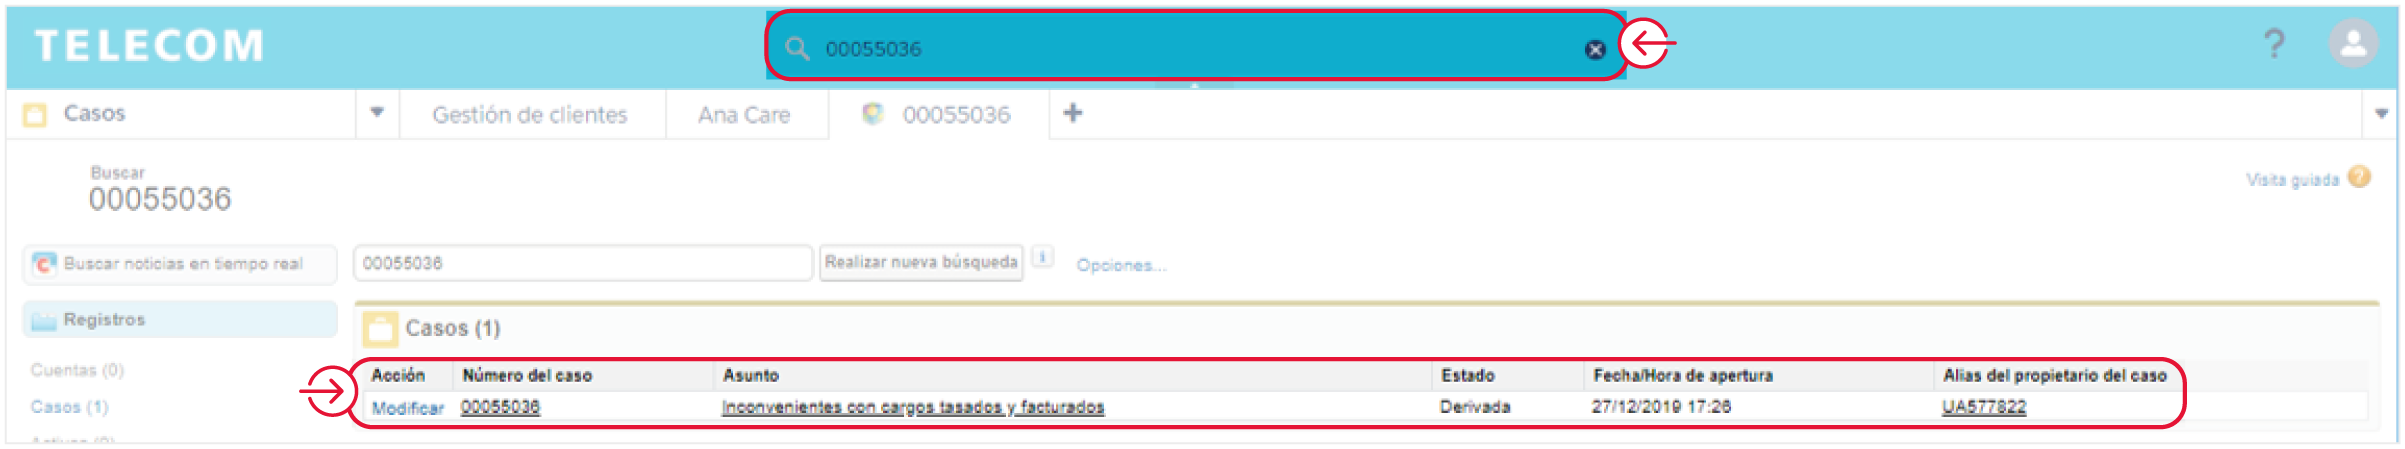 TELECOM
00055036
?
Casos
Gestión de clientes
Ana Care
00055036
+
Buscar
00055036
Visita guiada ?
Buscar noticias en tiempo real
00055036
Realizar nueva búsqueda
i
Opciones...
Registros
Casos (1)
Cuentas (0)
Acción Número del caso Asunto Estado Fecha/Hora de apertura Alias del propietario del caso
Casos (1)
Modificar 00055036 Inconvenientes con cargos tasados y facturados Derivada 27/12/2019 17:26 UA577822